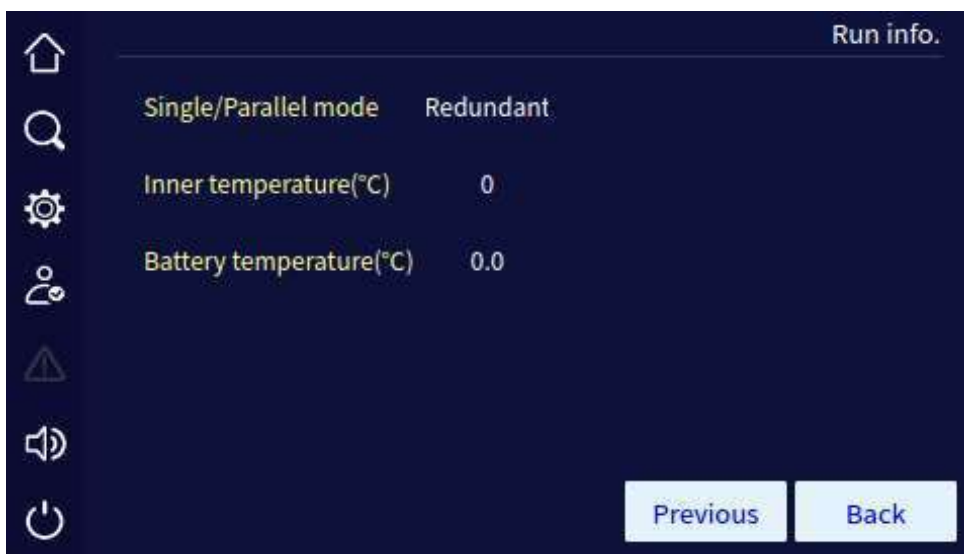 Run info.
Single/Parallel mode Redundant
Inner temperature(°C) 0
Battery temperature(°C) 0.0
Previous Back